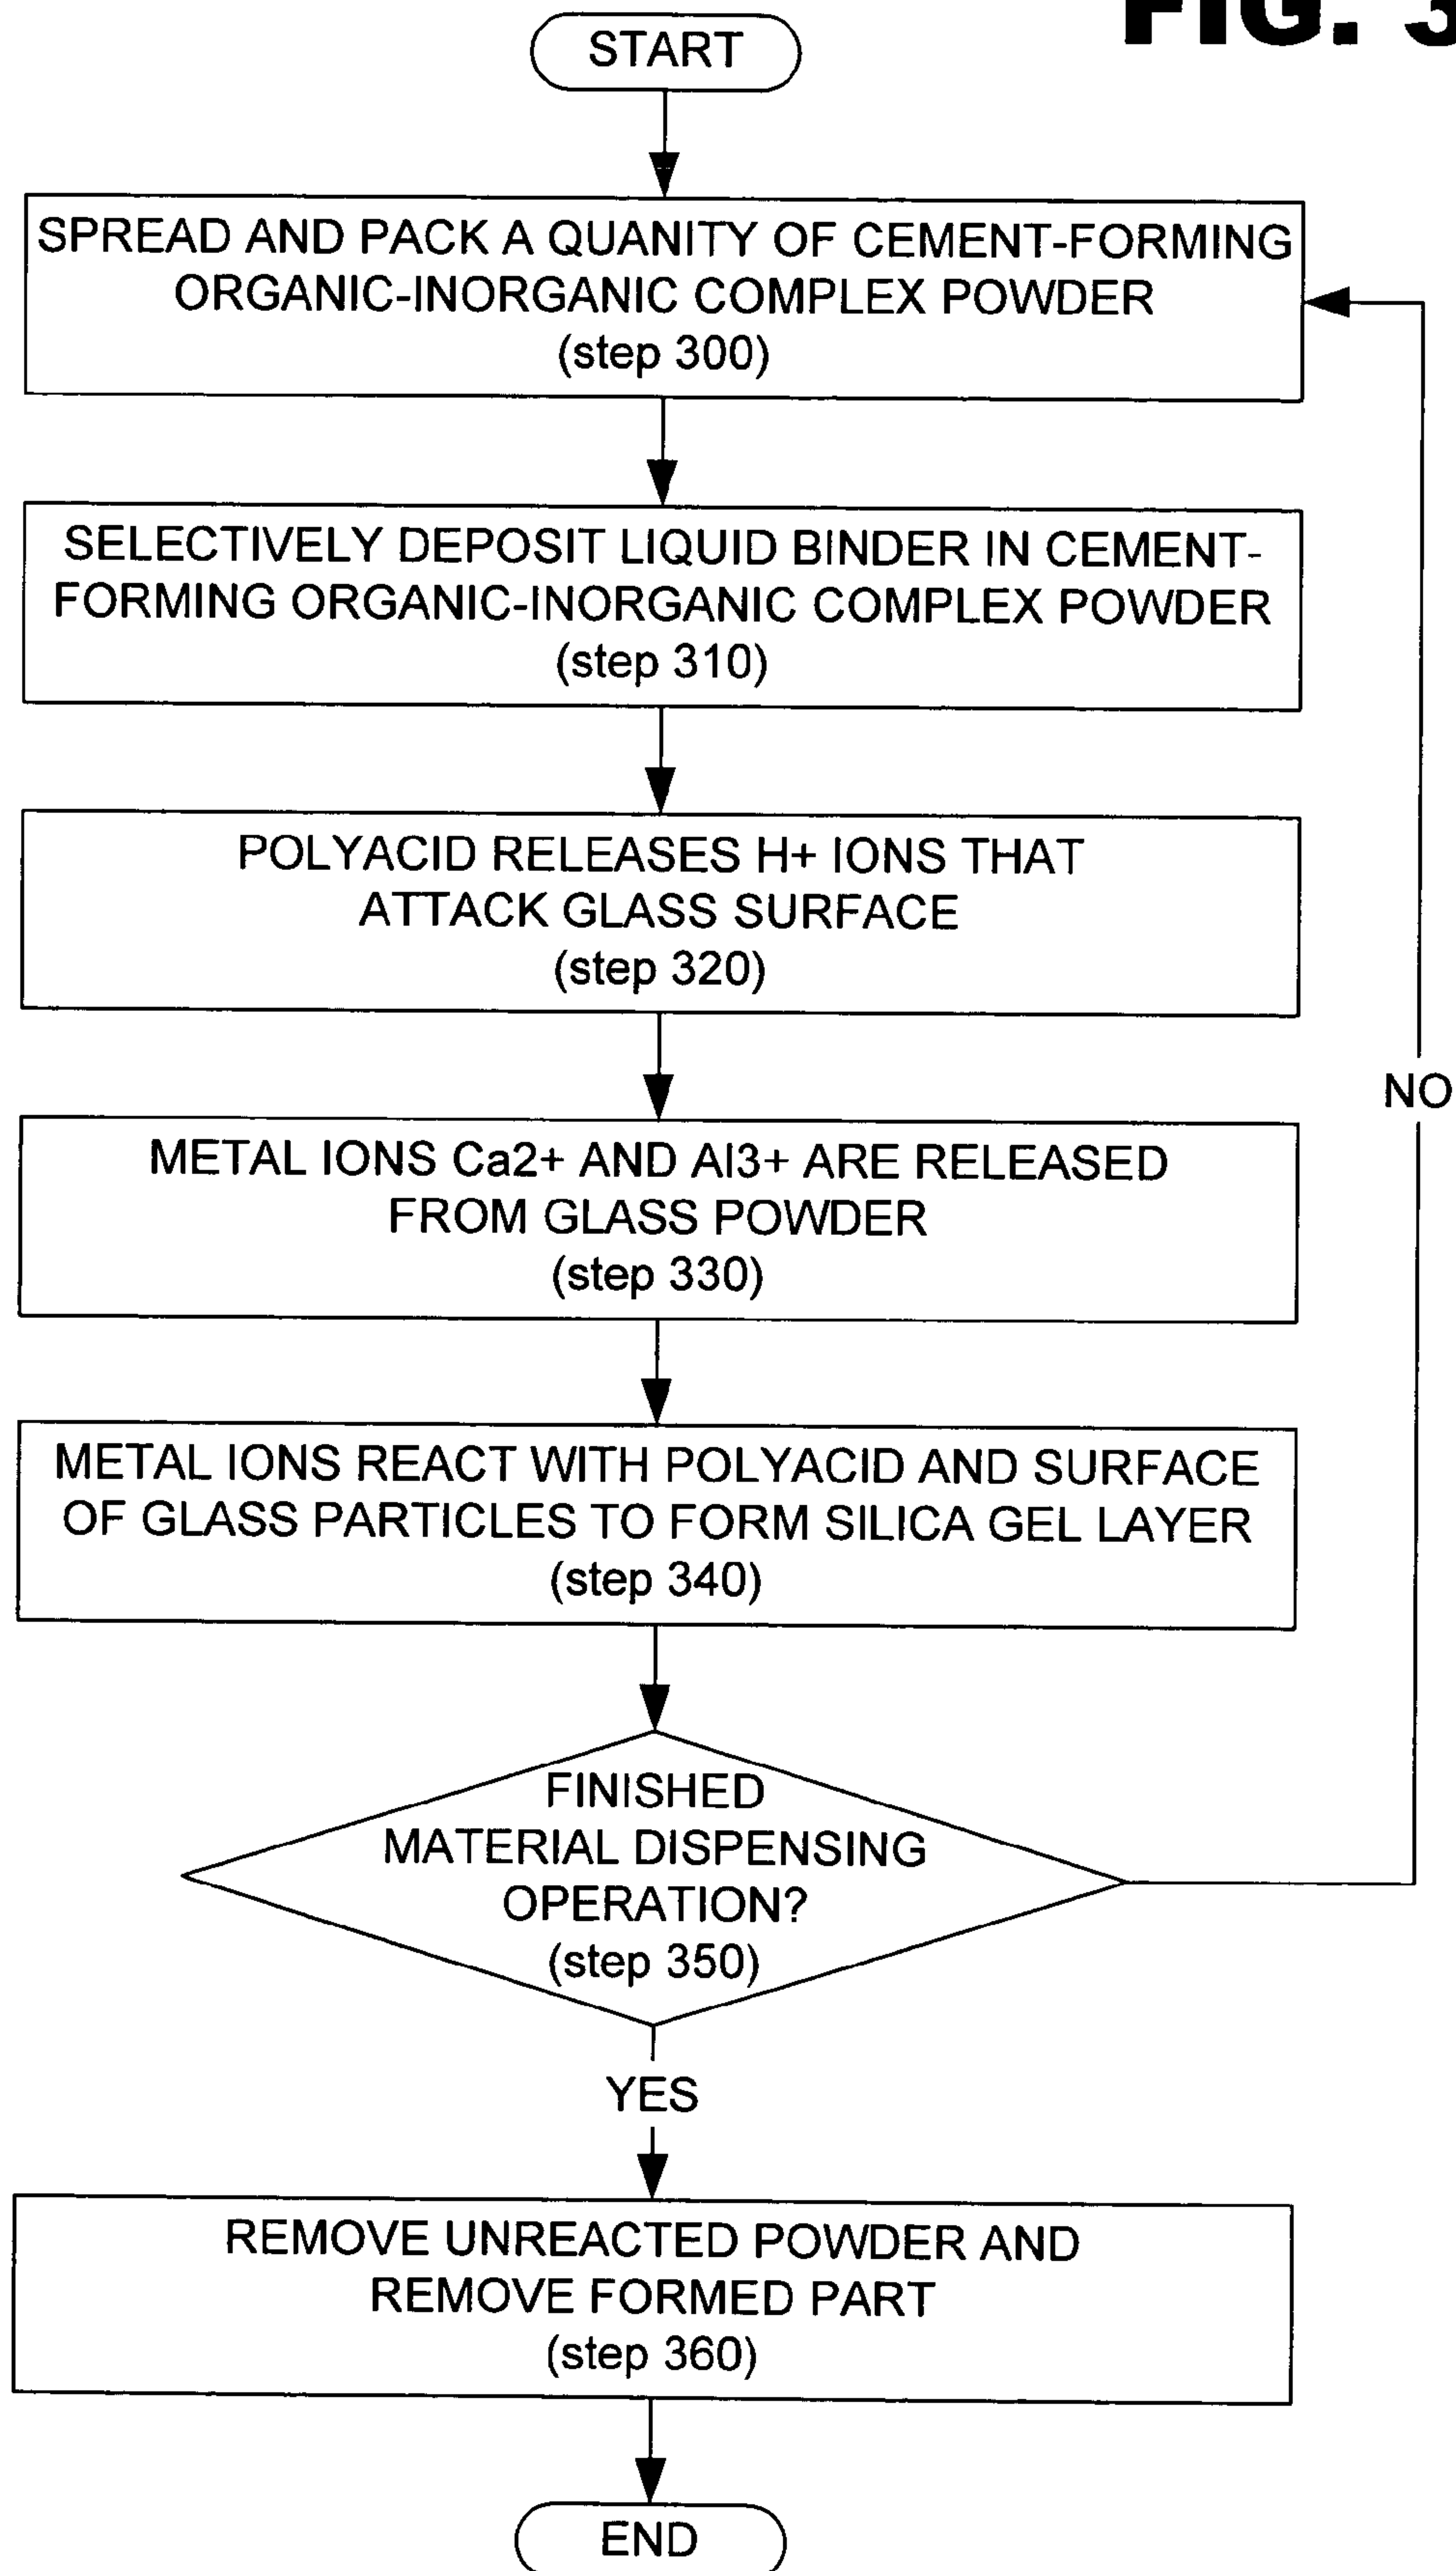 FIG. 3
START
SPREAD AND PACK A QUANITY OF CEMENT-FORMING
ORGANIC-INORGANIC COMPLEX POWDER
(step 300)
SELECTIVELY DEPOSIT LIQUID BINDER IN CEMENT-
FORMING ORGANIC-INORGANIC COMPLEX POWDER
(step 310)
POLYACID RELEASES H+ IONS THAT
ATTACK GLASS SURFACE
(step 320)
METAL IONS Ca2+ AND Al3+ ARE RELEASED
FROM GLASS POWDER
(step 330)
METAL IONS REACT WITH POLYACID AND SURFACE
OF GLASS PARTICLES TO FORM SILICA GEL LAYER
(step 340)
FINISHED
MATERIAL DISPENSING
OPERATION?
(step 350)
NO
YES
REMOVE UNREACTED POWDER AND
REMOVE FORMED PART
(step 360)
END